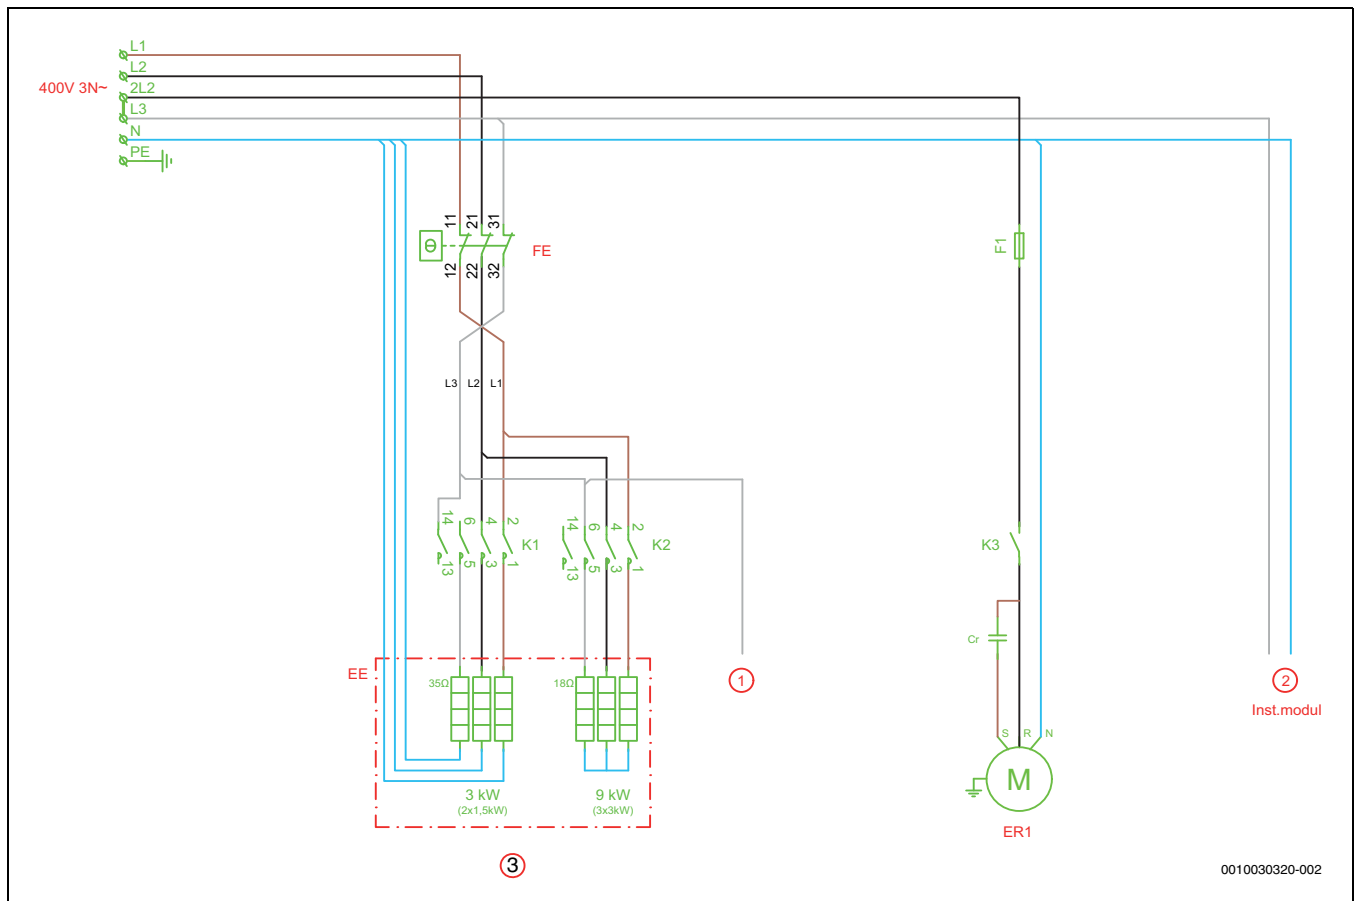 L1
L2
400V 3N~
2L2
L3
N
PE
11 21 31
θ
FE
12 22 32
F1
L3 L2 L1
14 6 4 2
K1
13 5 3 1
14 6 4 2
K2
13 5 3 1
K3
Cr
EE
35Ω
18Ω
1
2
Inst.modul
S R N
M
3 kW
(2x1,5kW)
9 kW
(3x3kW)
ER1
3
0010030320-002